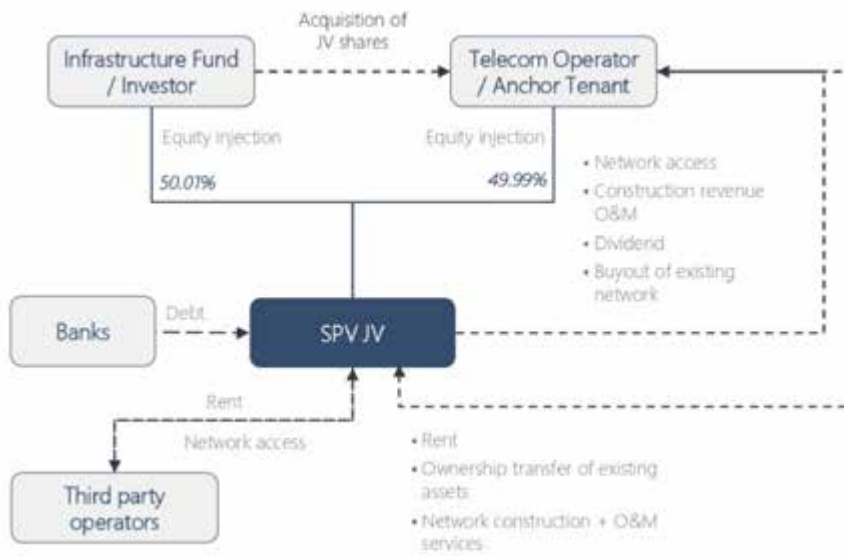 Acquisition of
JV shares
Infrastructure Fund
/ Investor
Telecom Operator
/ Anchor Tenant
Equity injection
Equity injection
50.01%
49.99%
• Network access
• Construction revenue
O&M
• Dividend
• Buyout of existing
network
Banks
Debt
SPV JV
Rent
Network access
Third party
operators
• Rent
• Ownership transfer of existing
assets
• Network construction + O&M
services